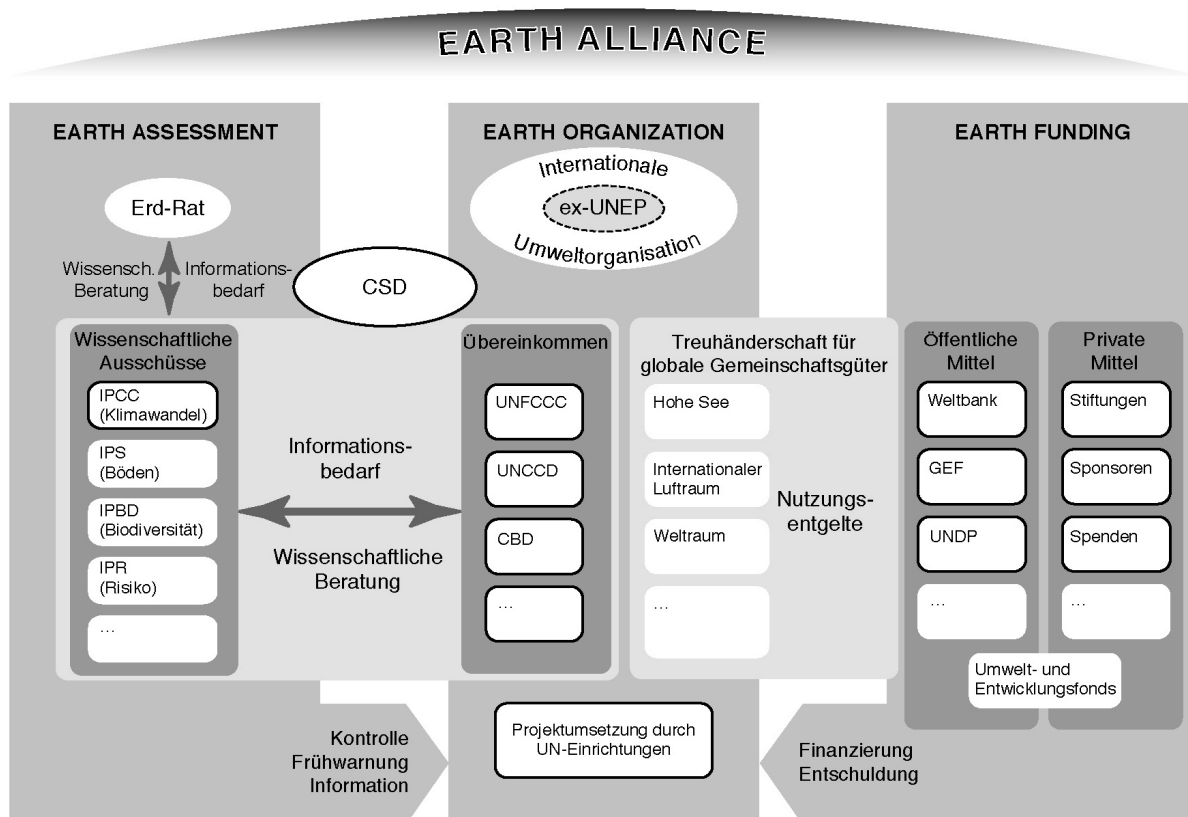 EARTH ALLIANCE
EARTH ASSESSMENT
Erd-Rat
Wissensch.
Beratung
Informations-
bedarf
CSD
Wissenschaftliche
Ausschüsse
IPCC
(Klimawandel)
IPS
(Böden)
IPBD
(Biodiversität)
IPR
(Risiko)
…
Informations-
bedarf
Wissenschaftliche
Beratung
Kontrolle
Frühwarnung
Information
EARTH ORGANIZATION
Internationale
ex-UNEP
Umweltorganisation
Übereinkommen
UNFCCC
UNCCD
CBD
…
Treuhänderschaft für
globale Gemeinschaftsgüter
Hohe See
Internationaler
Luftraum
Weltraum
…
Nutzungs-
entgelte
Projektumsetzung durch
UN-Einrichtungen
EARTH FUNDING
Öffentliche
Mittel
Weltbank
GEF
UNDP
…
Private
Mittel
Stiftungen
Sponsoren
Spenden
…
Umwelt- und
Entwicklungsfonds
Finanzierung
Entschuldung